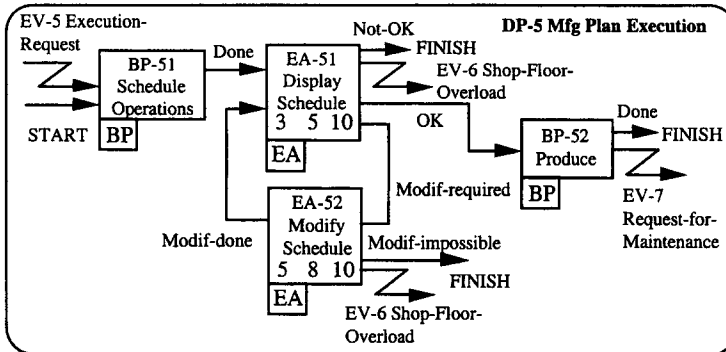 DP-5 Mfg Plan Execution
EV-5 Execution-
Request
START
BP-51
Schedule
Operations
BP
Done
EA-51
Display
Schedule
3 5 10
EA
Not-OK
FINISH
EV-6 Shop-Floor-
Overload
OK
BP-52
Produce
BP
Done
FINISH
EV-7
Request-for-
Maintenance
Modif-required
Modif-done
EA-52
Modify
Schedule
5 8 10
EA
Modif-impossible
FINISH
EV-6 Shop-Floor-
Overload